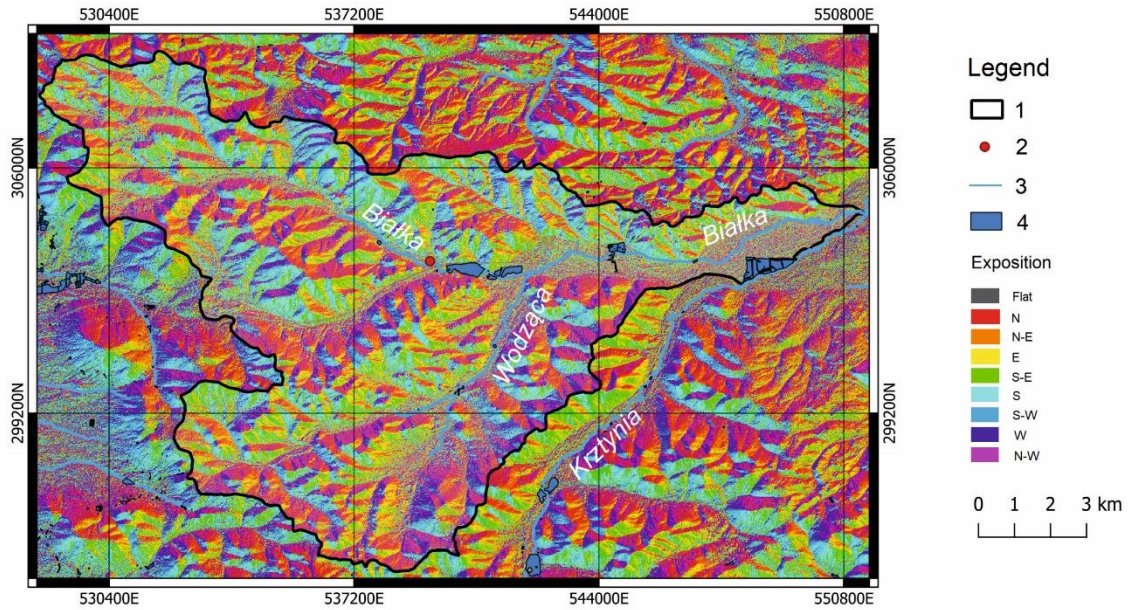 530400E 537200E 544000E 550800E
306000N 306000N
Białka
Białka
Wodząca
299200N 299200N
Krztynia
530400E 537200E 544000E 550800E
Legend
1
2
3
4
Exposition
Flat
N
N-E
E
S-E
S
S-W
W
N-W
0 1 2 3 km